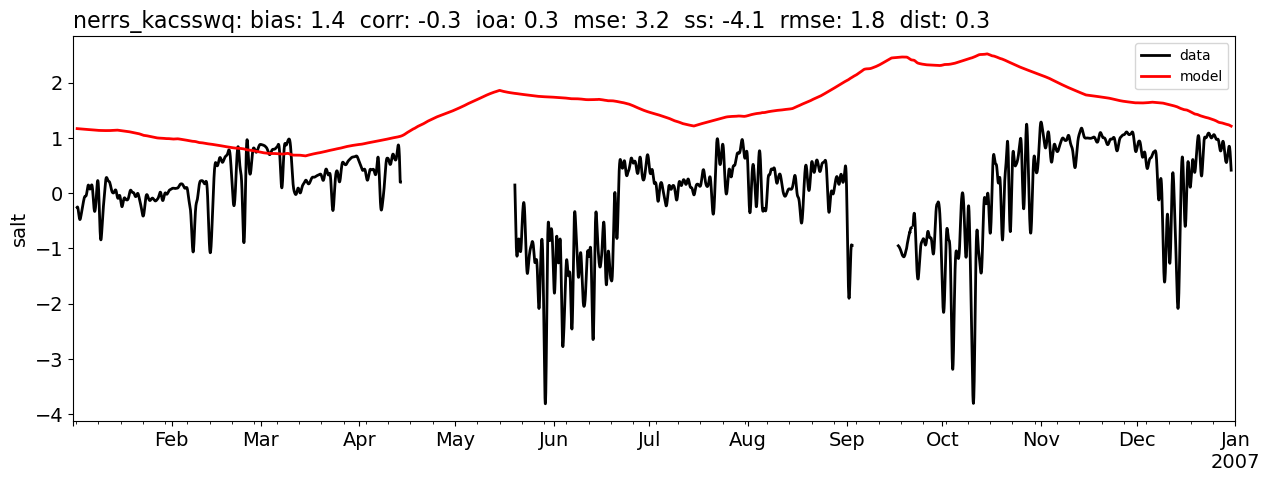 nerrs_kacsswq: bias: 1.4  corr: -0.3  ioa: 0.3  mse: 3.2  ss: -4.1  rmse: 1.8  dist: 0.3
data
model
2
1
0
−1
−2
−3
−4
salt
Feb Mar Apr May Jun Jul Aug Sep Oct Nov Dec Jan
2007